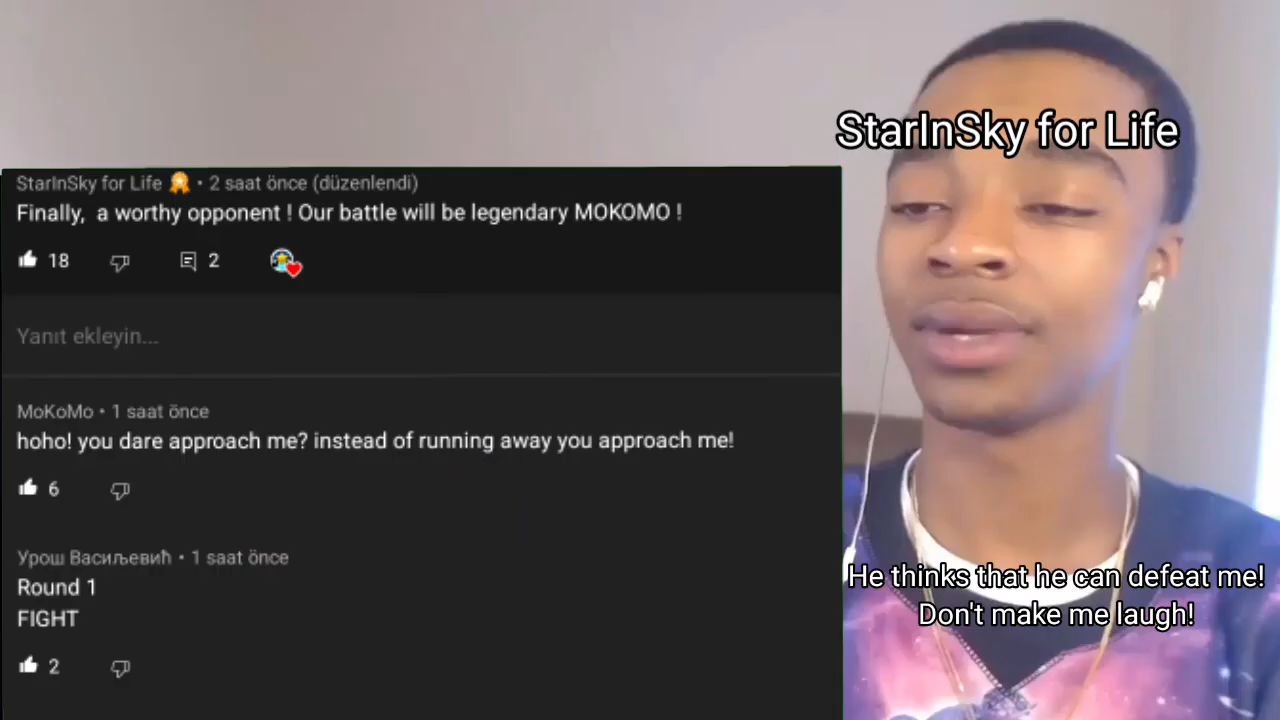 StarInSky for Life
StarInSky for Life • 2 saat önce (düzenlendi)
Finally, a worthy opponent ! Our battle will be legendary MOKOMO !
18
2
Yanıt ekleyin...
MoKoMo • 1 saat önce
hoho! you dare approach me? instead of running away you approach me!
6
Урош Васиљевић • 1 saat önce
Round 1
FIGHT
2
He thinks that he can defeat me!
Don't make me laugh!